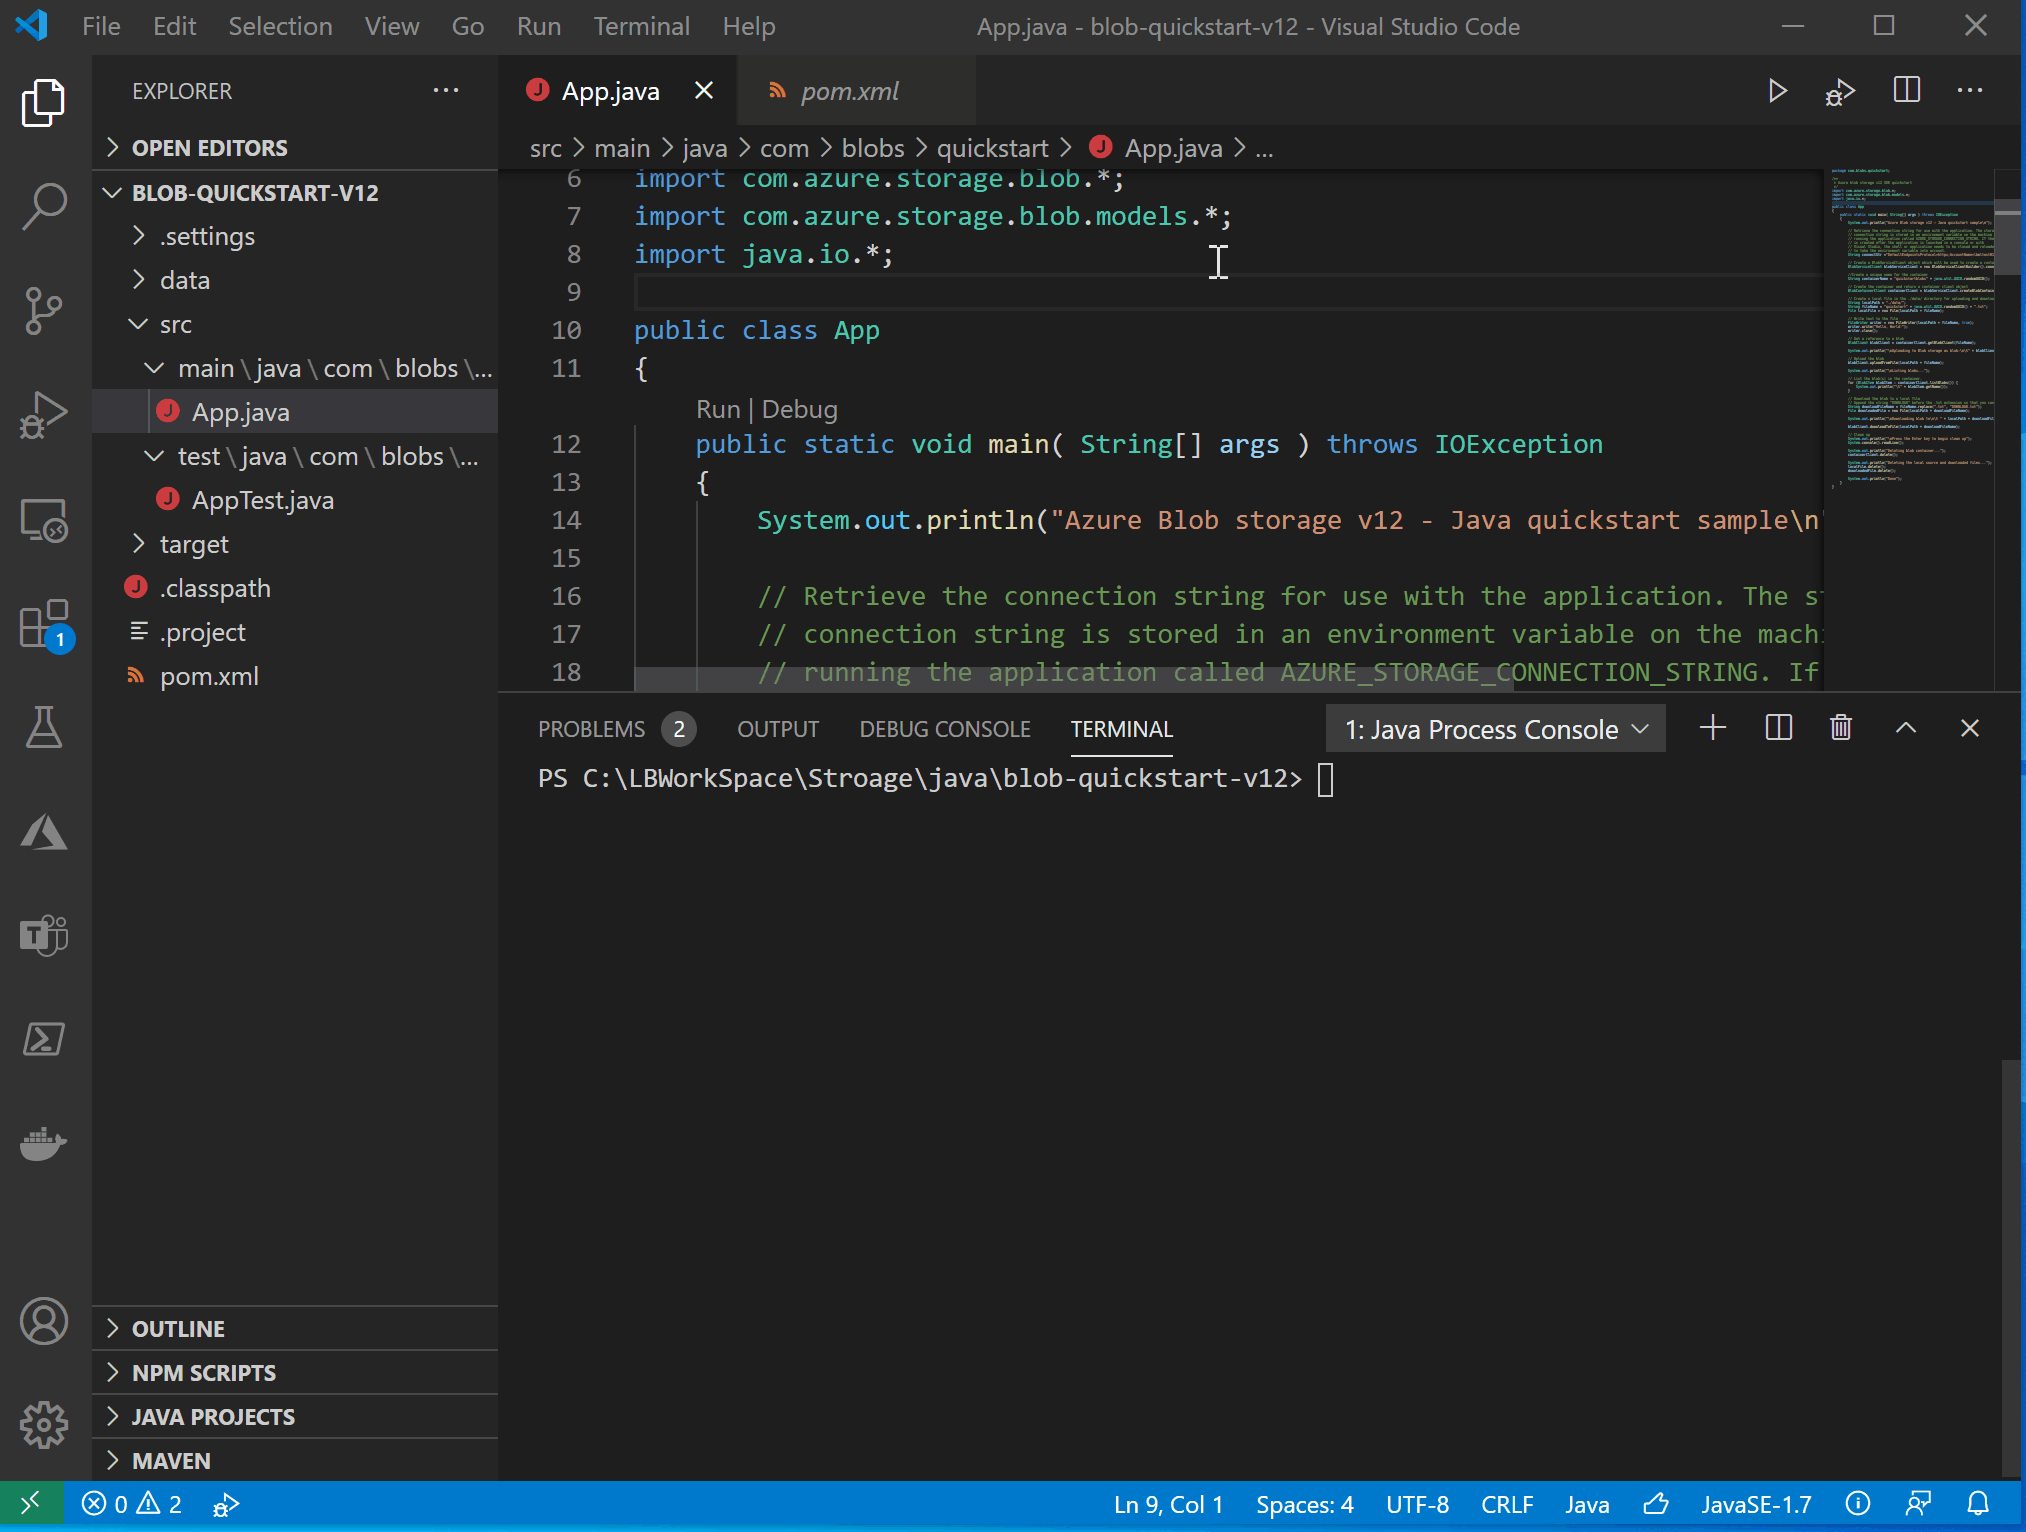 File Edit Selection View Go Run Terminal Help App.java - blob-quickstart-v12 - Visual Studio Code
EXPLORER
OPEN EDITORS
BLOB-QUICKSTART-V12
.settings
data
src
main \ java \ com \ blobs \...
App.java
test \ java \ com \ blobs \...
AppTest.java
target
.classpath
.project
pom.xml
1
OUTLINE
NPM SCRIPTS
JAVA PROJECTS
MAVEN
App.java pom.xml
src > main > java > com > blobs > quickstart > App.java > ...
6 import com.azure.storage.blob.*;
7 import com.azure.storage.blob.models.*;
8 import java.io.*;
9
10 public class App
11 {
Run | Debug
12 public static void main( String[] args ) throws IOException
13 {
14 System.out.println("Azure Blob storage v12 - Java quickstart sample\n"
15
16 // Retrieve the connection string for use with the application. The s
17 // connection string is stored in an environment variable on the machi
18 // running the application called AZURE_STORAGE_CONNECTION_STRING. If
PROBLEMS 2 OUTPUT DEBUG CONSOLE TERMINAL 1: Java Process Console
PS C:\LBWorkSpace\Stroage\java\blob-quickstart-v12>
0 2 Ln 9, Col 1 Spaces: 4 UTF-8 CRLF Java JavaSE-1.7